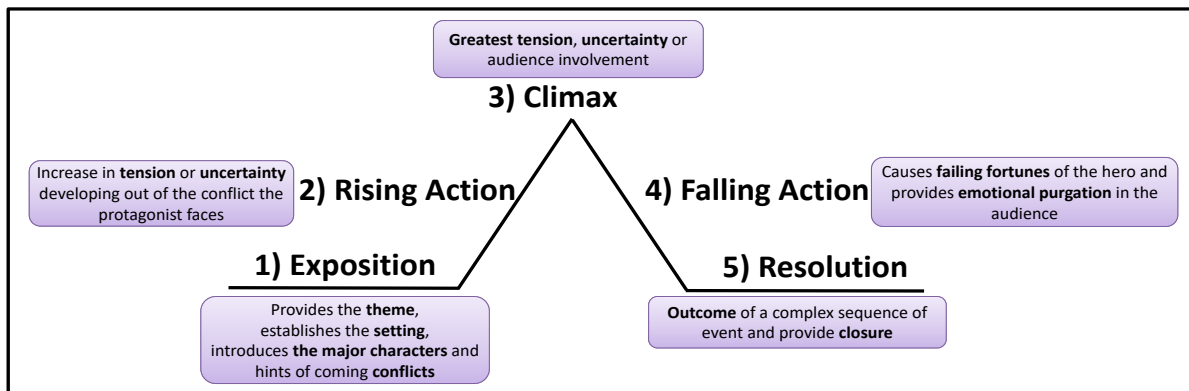 Greatest tension, uncertainty or
audience involvement
3) Climax
Increase in tension or uncertainty
developing out of the conflict the
protagonist faces
2) Rising Action
4) Falling Action
Causes failing fortunes of the hero and
provides emotional purgation in the
audience
1) Exposition
Provides the theme,
establishes the setting,
introduces the major characters and
hints of coming conflicts
5) Resolution
Outcome of a complex sequence of
event and provide closure